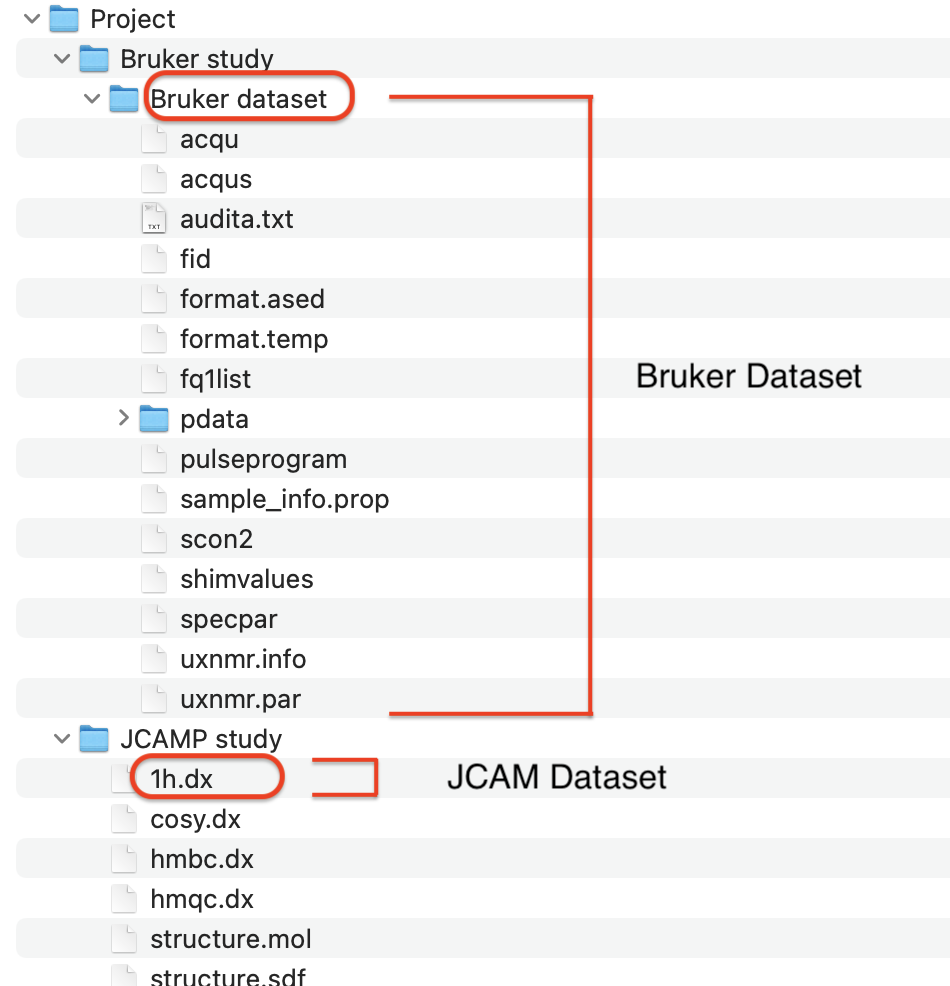 Project
Bruker study
Bruker dataset
acqu
acqus
audita.txt
TXT
fid
format.ased
format.temp
fq1list
Bruker Dataset
pdata
pulseprogram
sample_info.prop
scon2
shimvalues
specpar
uxnmr.info
uxnmr.par
JCAMP study
1h.dx
JCAM Dataset
cosy.dx
hmbc.dx
hmqc.dx
structure.mol
structure.sdf